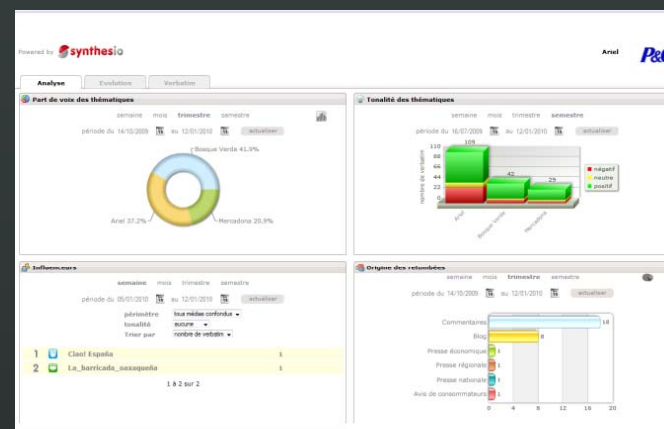 Powered by synthesio
Ariel
P&G
Analyse Evolution Verbatim
Part de voix des thématiques
semaine mois trimestre semestre
période du 14/10/2009 au 12/01/2010 actualiser
Bosque Verda 41.9%
Ariel 37.2%
Mercadona 20.9%
Tonalité des thématiques
semaine mois trimestre semestre
période du 16/07/2009 au 12/01/2010 actualiser
nombre de verbatim
110
88
66
44
22
0
109
42
29
négatif
neutre
positif
Ariel
Bosque Verda
Mercadona
Influenceurs
semaine mois trimestre semestre
période du 05/01/2010 au 12/01/2010 actualiser
périmètre tous médias confondus
tonalité aucune
Trier par nombre de verbatim
1 Ciao! España 1
2 La_barricada_oaxaqueña 1
1 à 2 sur 2
Origine des retombées
semaine mois trimestre semestre
période du 14/10/2009 au 12/01/2010 actualiser
Commentaires 18
Blog 8
Presse économique 1
Presse régionale 1
Presse nationale 1
Avis de consommateurs 1
0 4 8 12 16 20